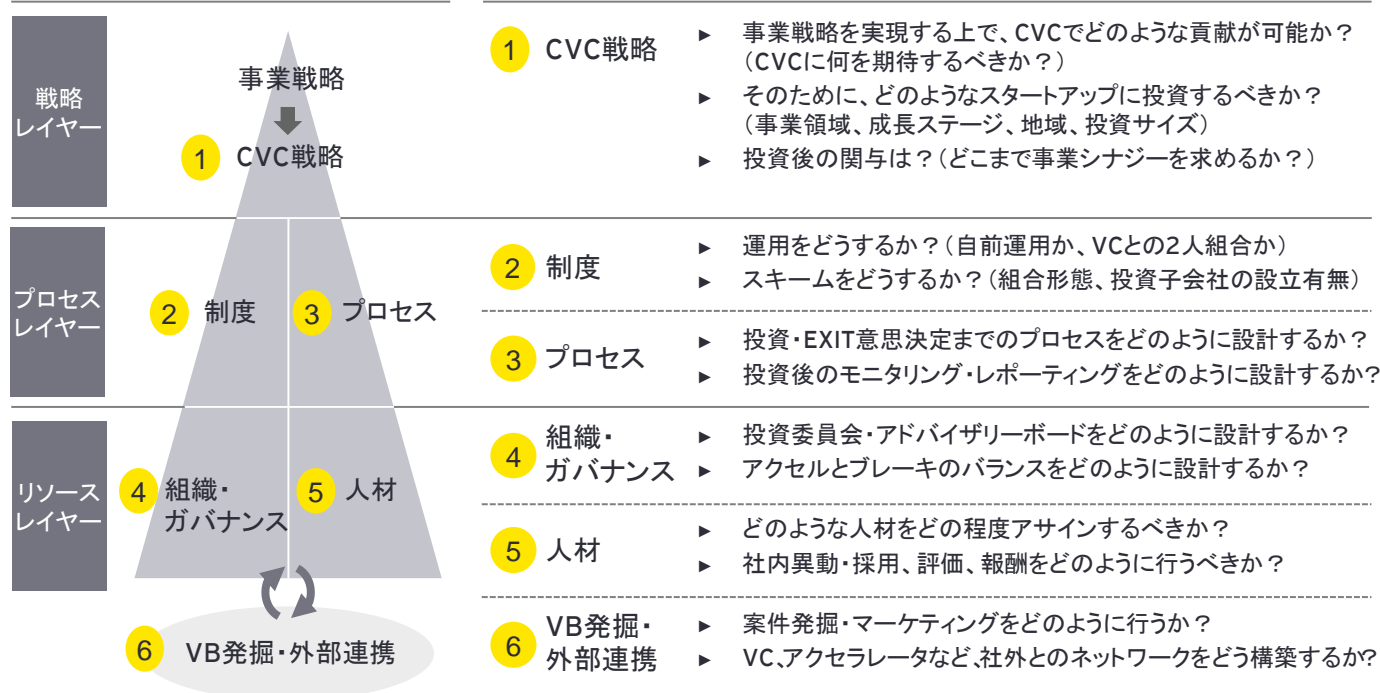 戦略
レイヤー
事業戦略
1 CVC戦略
プロセス
レイヤー
2 制度
3 プロセス
リソース
レイヤー
4 組織・
ガバナンス
5 人材
6 VB発掘・外部連携
1 CVC戦略
► 事業戦略を実現する上で、CVCでどのような貢献が可能か？
（CVCに何を期待するべきか？）
► そのために、どのようなスタートアップに投資するべきか？
（事業領域、成長ステージ、地域、投資サイズ）
► 投資後の関与は？（どこまで事業シナジーを求めるか？）
2 制度
► 運用をどうするか？（自前運用か、VCとの2人組合か）
► スキームをどうするか？（組合形態、投資子会社の設立有無）
3 プロセス
► 投資・EXIT意思決定までのプロセスをどのように設計するか？
► 投資後のモニタリング・レポーティングをどのように設計するか？
4 組織・
ガバナンス
► 投資委員会・アドバイザリーボードをどのように設計するか？
► アクセルとブレーキのバランスをどのように設計するか？
5 人材
► どのような人材をどの程度アサインするべきか？
► 社内異動・採用、評価、報酬をどのように行うべきか？
6 VB発掘・
外部連携
► 案件発掘・マーケティングをどのように行うか？
► VC、アクセラレータなど、社外とのネットワークをどう構築するか？